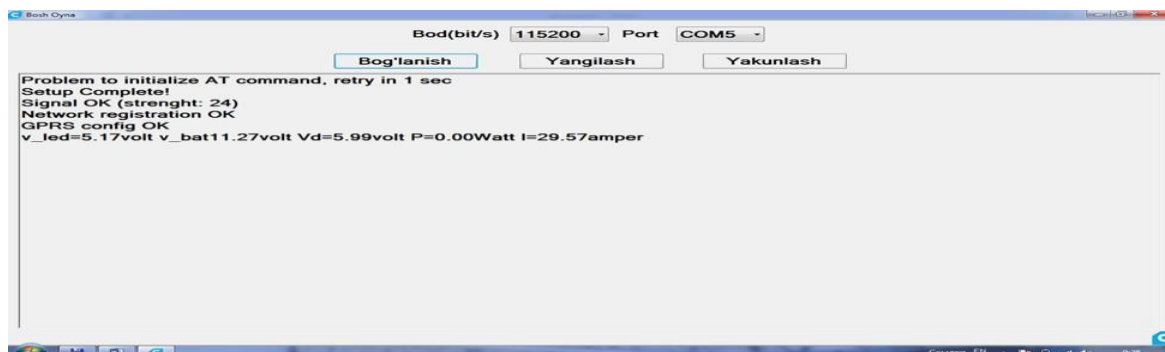 Bosh Oyna
Bod(bit/s) 115200 Port COM5
Bog'lanish Yangilash Yakunlash
Problem to initialize AT command, retry in 1 sec
Setup Complete!
Signal OK (strenght: 24)
Network registration OK
GPRS config OK
v_led=5.17volt v_bat11.27volt Vd=5.99volt P=0.00Watt I=29.57amper